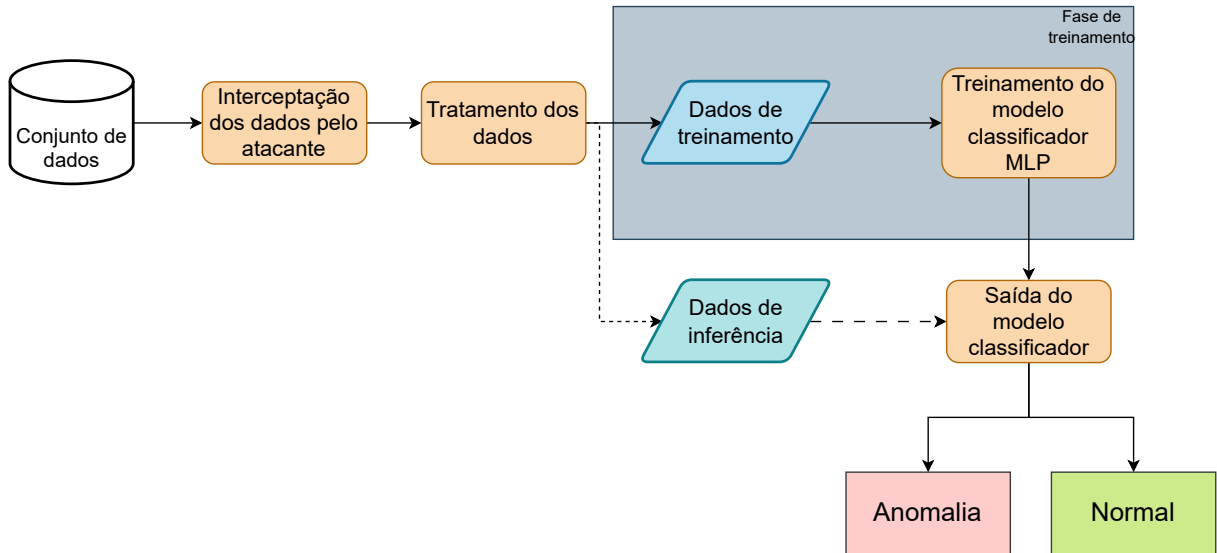 Fase de
treinamento
Conjunto de
dados
Interceptação
dos dados pelo
atacante
Tratamento dos
dados
Dados de
treinamento
Treinamento do
modelo
classificador
MLP
Dados de
inferência
Saída do
modelo
classificador
Anomalia
Normal